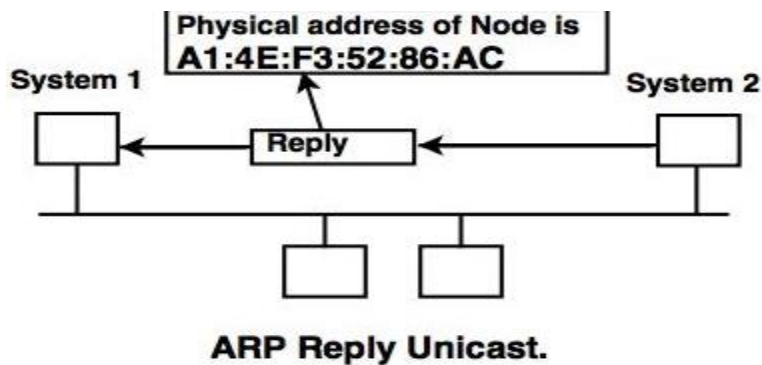 Physical address of Node is
A1:4E:F3:52:86:AC
System 1
System 2
Reply
ARP Reply Unicast.